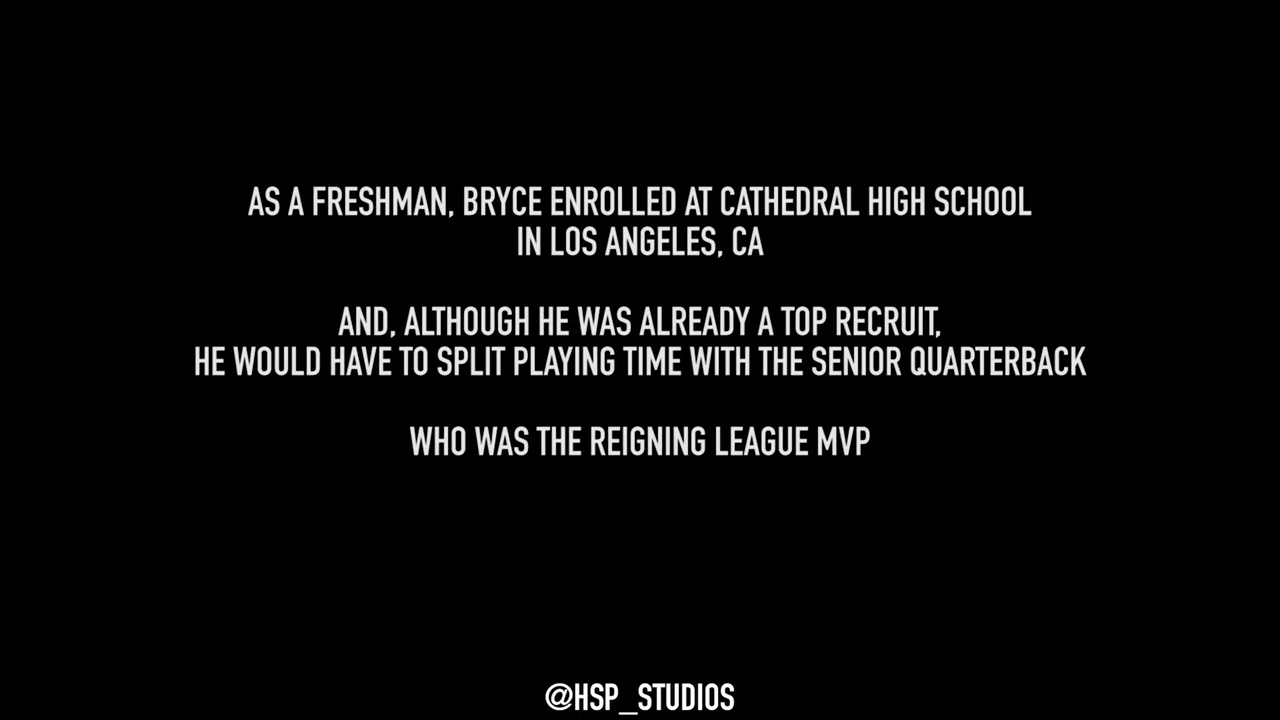 AS A FRESHMAN, BRYCE ENROLLED AT CATHEDRAL HIGH SCHOOL
IN LOS ANGELES, CA
AND, ALTHOUGH HE WAS ALREADY A TOP RECRUIT,
HE WOULD HAVE TO SPLIT PLAYING TIME WITH THE SENIOR QUARTERBACK
WHO WAS THE REIGNING LEAGUE MVP
@HSP_STUDIOS